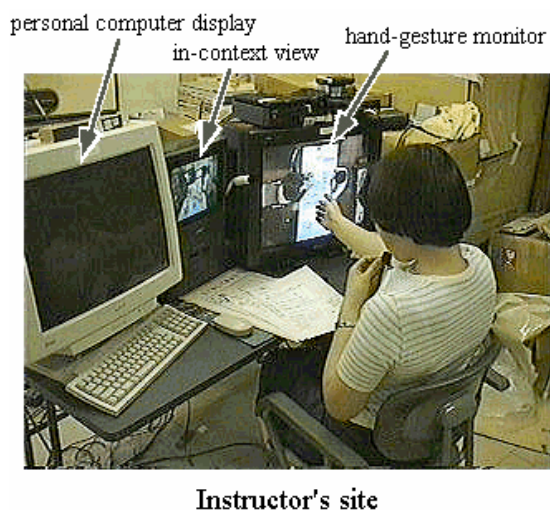 personal computer display
in-context view
hand-gesture monitor
Instructor's site